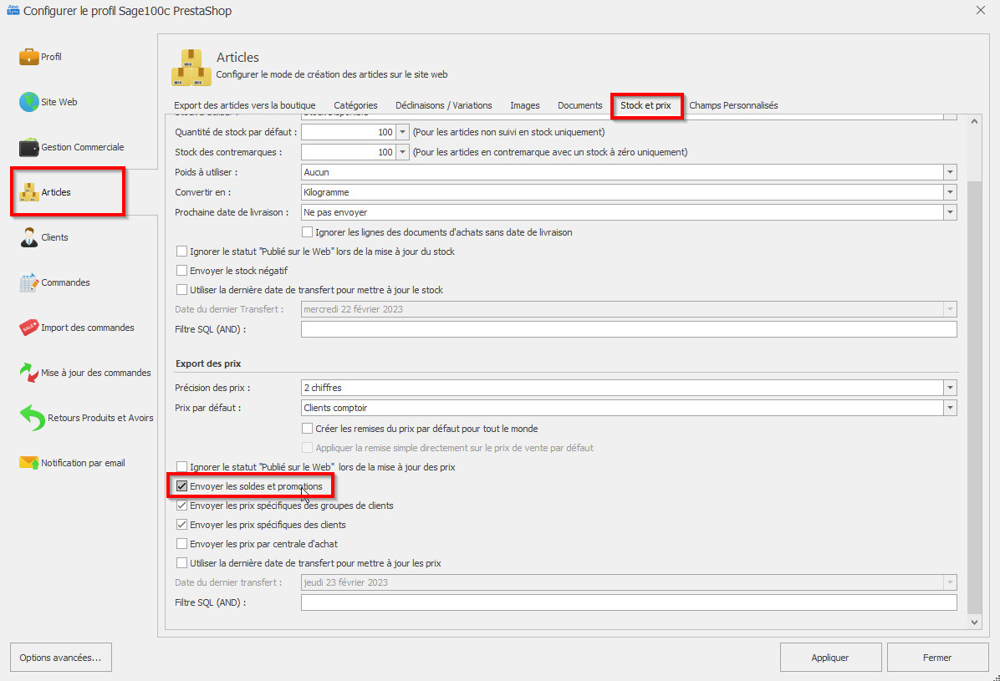 Atoo Sync Configurer le profil Sage100c PrestaShop
Profil
Site Web
Gestion Commerciale
Articles
Clients
Commandes
SALE Import des commandes
Mise à jour des commandes
Retours Produits et Avoirs
Notification par email
Articles
Configurer le mode de création des articles sur le site web
Export des articles vers la boutique Catégories Déclinaisons / Variations Images Documents Stock et prix Champs Personnalisés
Quantité de stock par défaut : 100 (Pour les articles non suivi en stock uniquement)
Stock des contremarques : 100 (Pour les articles en contremarque avec un stock à zéro uniquement)
Poids à utiliser : Aucun
Convertir en : Kilogramme
Prochaine date de livraison : Ne pas envoyer
Ignorer les lignes des documents d'achats sans date de livraison
Ignorer le statut "Publié sur le Web" lors de la mise à jour du stock
Envoyer le stock négatif
Utiliser la dernière date de transfert pour mettre à jour le stock
Date du dernier Transfert : mercredi 22 février 2023
Filtre SQL (AND) :
Export des prix
Précision des prix : 2 chiffres
Prix par défaut : Clients comptoir
Créer les remises du prix par défaut pour tout le monde
Appliquer la remise simple directement sur le prix de vente par défaut
Ignorer le statut "Publié sur le Web" lors de la mise à jour des prix
Envoyer les soldes et promotions
Envoyer les prix spécifiques des groupes de clients
Envoyer les prix spécifiques des clients
Envoyer les prix par centrale d'achat
Utiliser la dernière date de transfert pour mettre à jour les prix
Date du dernier transfert : jeudi 23 février 2023
Filtre SQL (AND) :
Options avancées... Appliquer Fermer